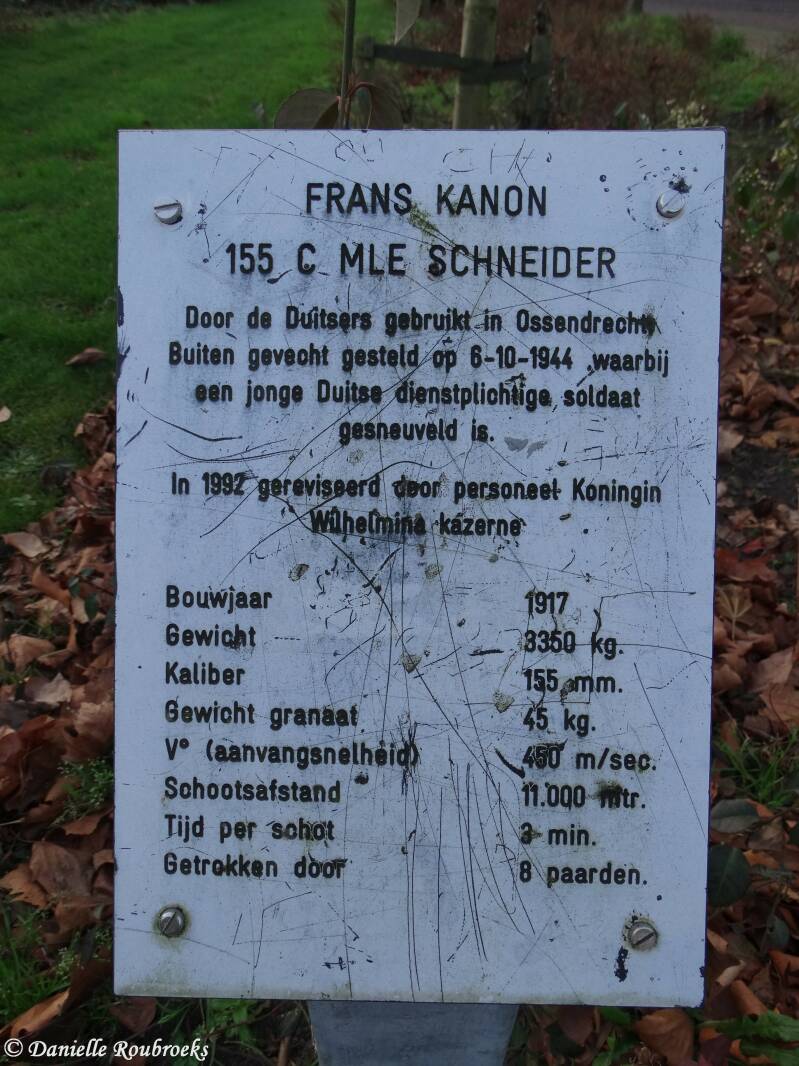 FRANS KANON
155 C MLE SCHNEIDER
Door de Duitsers gebruikt in Ossendrecht
Buiten gevecht gesteld op 6-10-1944 waarbij
een jonge Duitse dienstplichtige soldaat
gesneuveld is.
In 1992 gereviseerd door personeel Koningin
Wilhelmina kazerne
Bouwjaar 1917
Gewicht 3350 kg.
Kaliber 155 mm.
Gewicht granaat 45 kg.
V° (aanvangsnelheid) 450 m/sec.
Schootsafstand 11.000 mtr.
Tijd per schot 3 min.
Getrokken door 8 paarden.
© Danielle Roubroeks